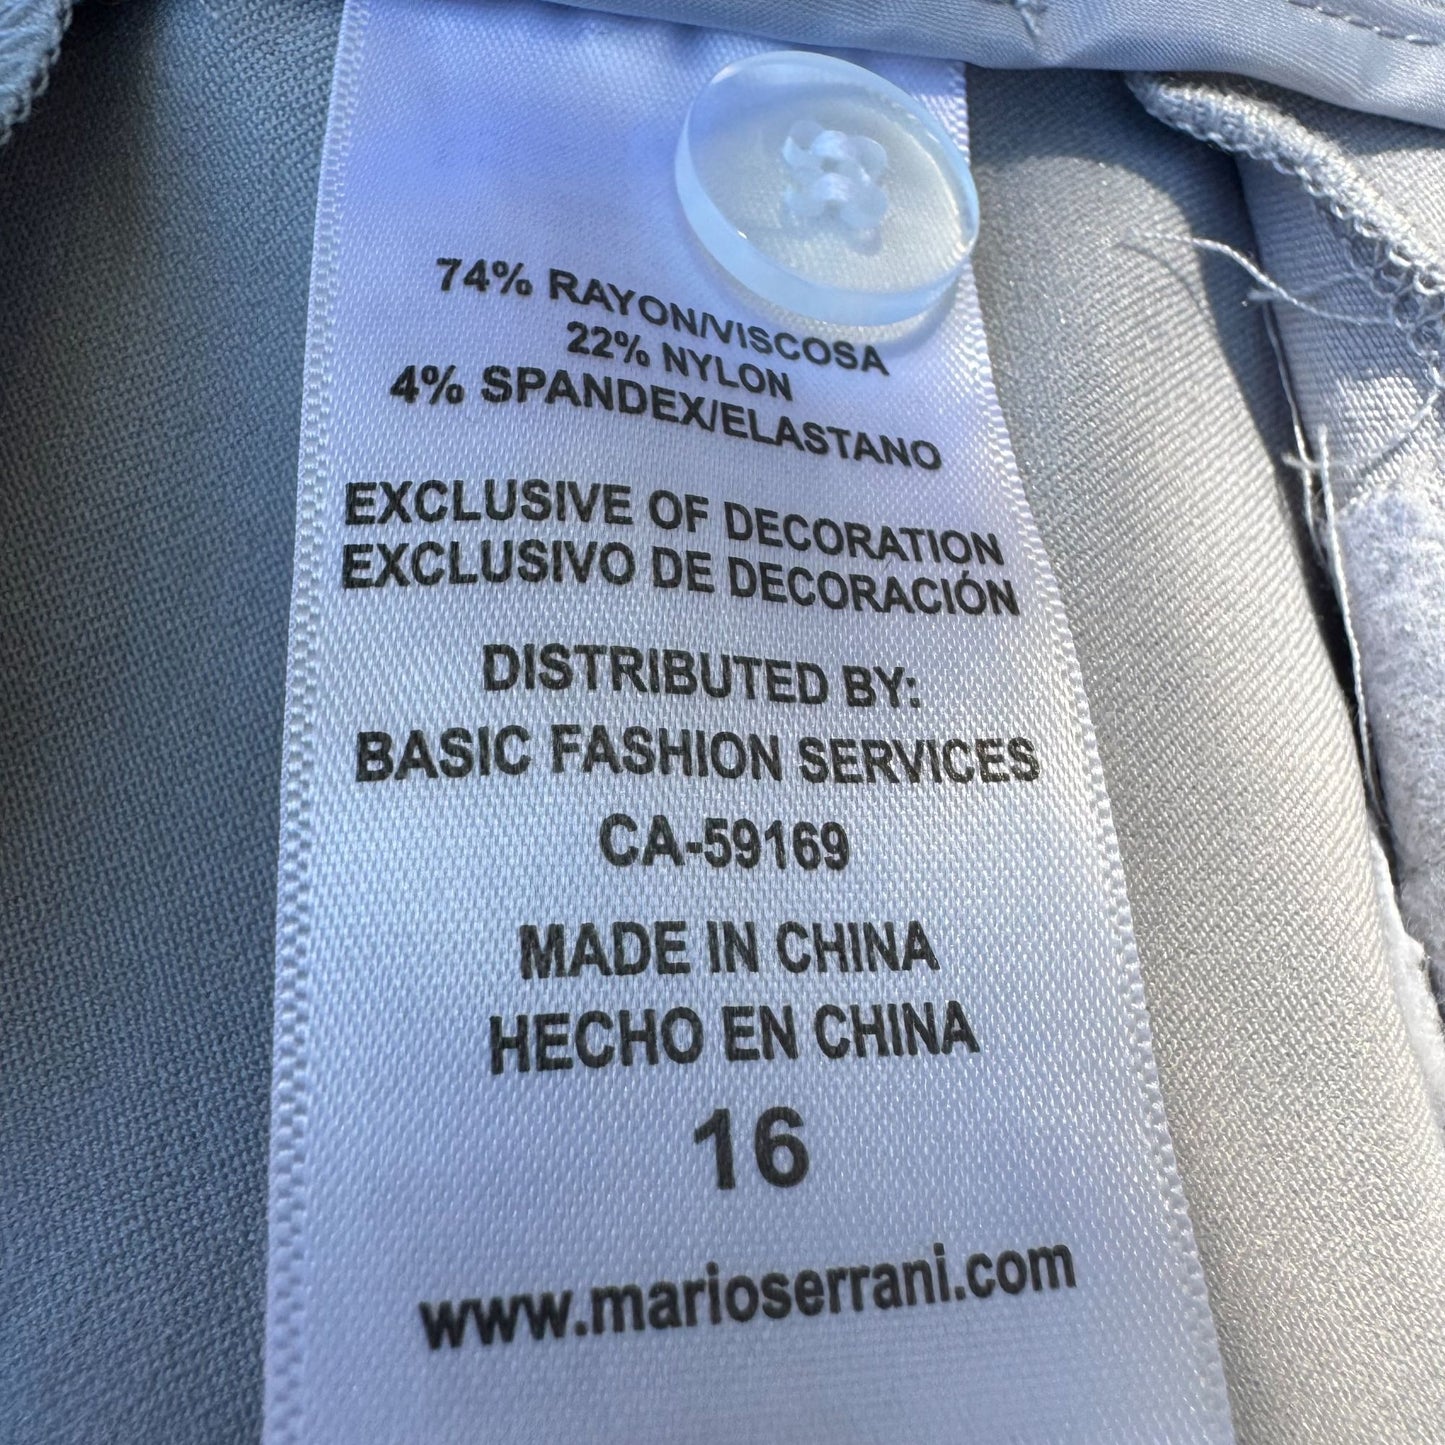 74% RAYON/VISCOSA
22% NYLON
4% SPANDEX/ELASTANO
EXCLUSIVE OF DECORATION
EXCLUSIVO DE DECORACIÓN
DISTRIBUTED BY:
BASIC FASHION SERVICES
CA-59169
MADE IN CHINA
HECHO EN CHINA
16
www.marioserrani.com